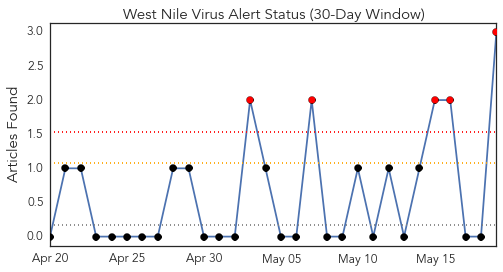 West Nile Virus Alert Status (30-Day Window)
Articles Found
3.0
2.5
2.0
1.5
1.0
0.5
0.0
Apr 20
Apr 25
Apr 30
May 05
May 10
May 15